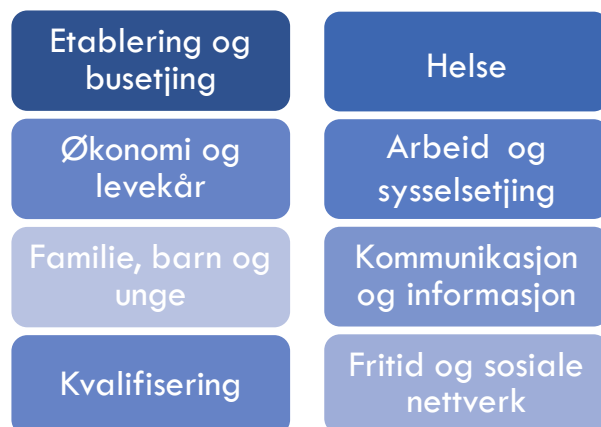 Etablering og
busetjing
Helse
Økonomi og
levekår
Arbeid og
sysselsetjing
Familie, barn og
unge
Kommunikasjon
og informasjon
Kvalifisering
Fritid og sosiale
nettverk